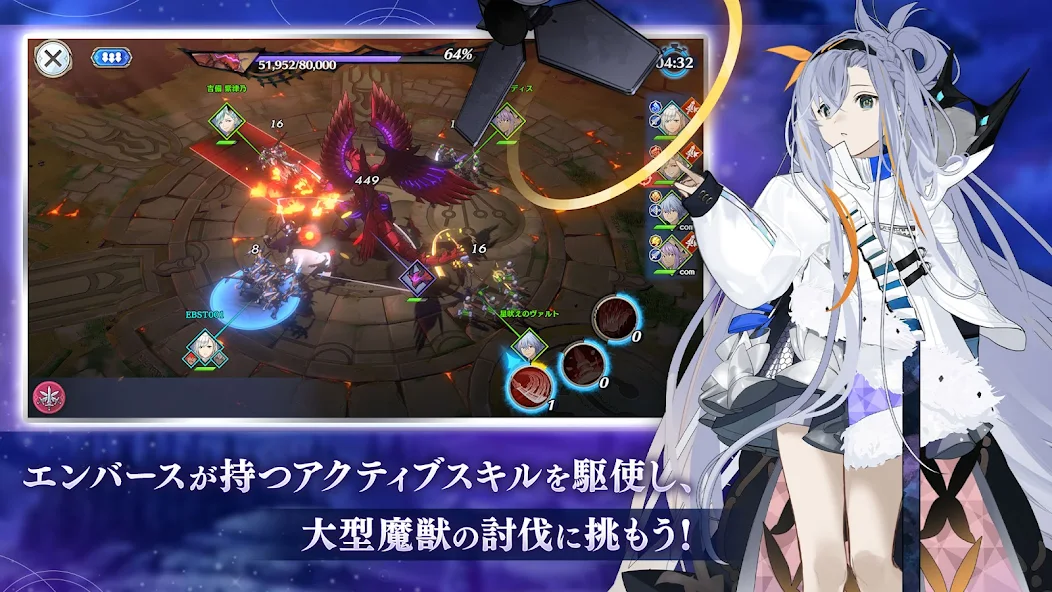 64%
51,952/80,000
04:32
吉備 紫津乃
ディス
16
449
8
16
com
com
EBST001
星吠えのヴァルト
0
0
1
エンバースが持つアクティブスキルを駆使し、
大型魔獣の討伐に挑もう!